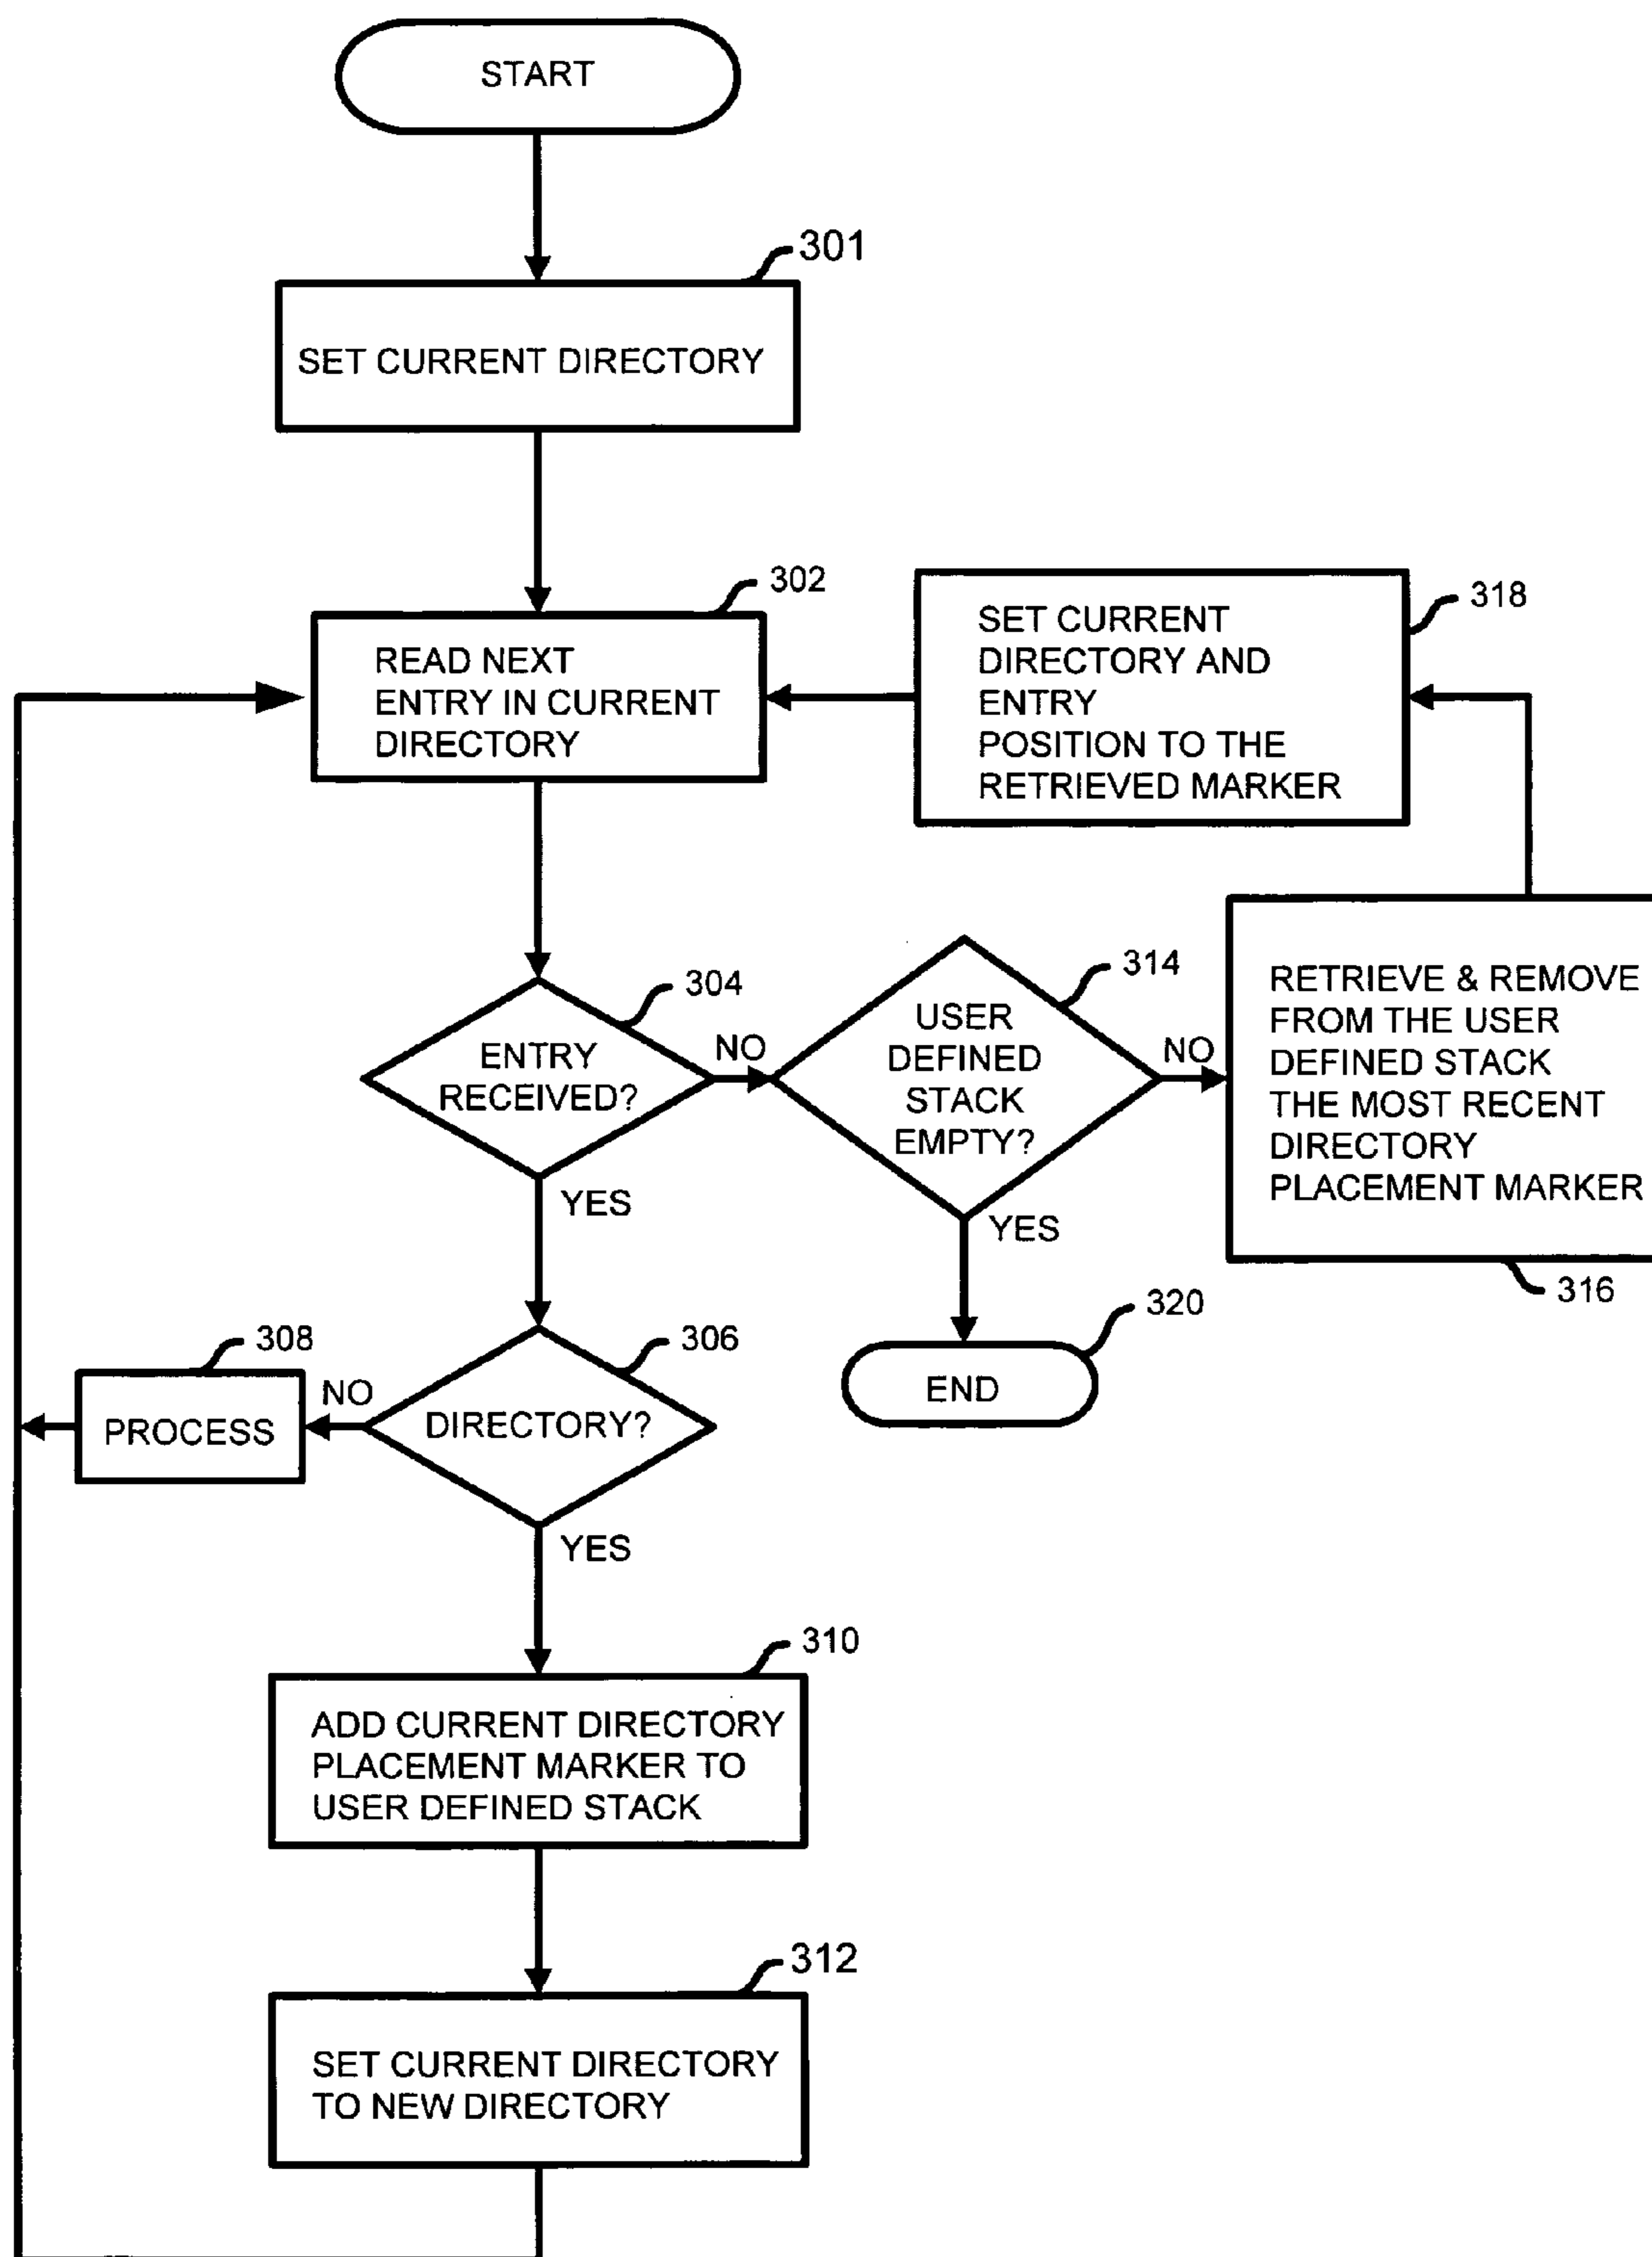 START
301
SET CURRENT DIRECTORY
302
READ NEXT
ENTRY IN CURRENT
DIRECTORY
318
SET CURRENT
DIRECTORY AND
ENTRY
POSITION TO THE
RETRIEVED MARKER
304
ENTRY
RECEIVED?
NO
YES
314
USER
DEFINED
STACK
EMPTY?
NO
YES
RETRIEVE & REMOVE
FROM THE USER
DEFINED STACK
THE MOST RECENT
DIRECTORY
PLACEMENT MARKER
316
320
END
306
DIRECTORY?
NO
YES
308
PROCESS
310
ADD CURRENT DIRECTORY
PLACEMENT MARKER TO
USER DEFINED STACK
312
SET CURRENT DIRECTORY
TO NEW DIRECTORY